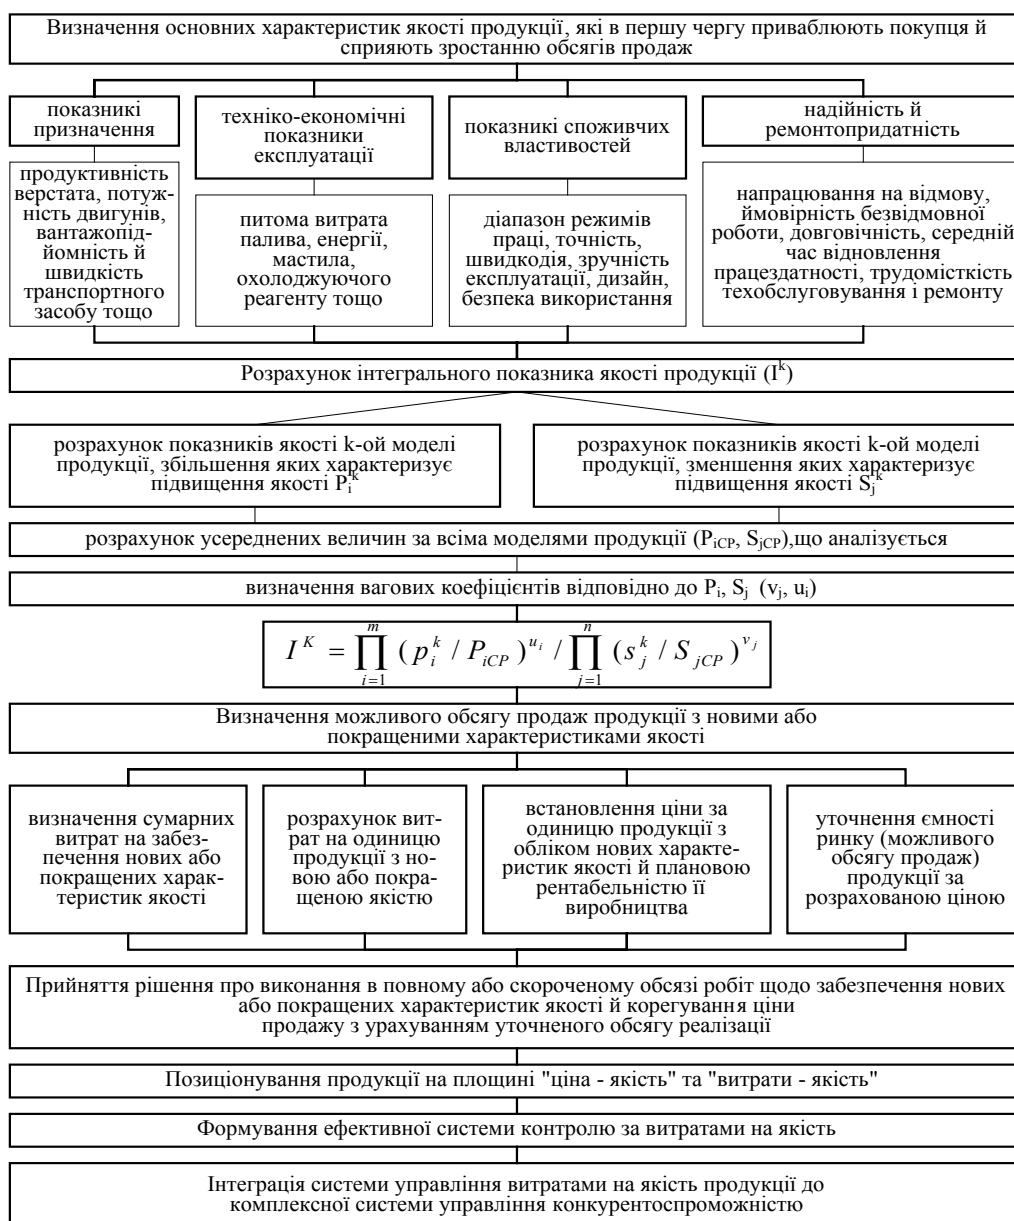 Визначення основних характеристик якості продукції, які в першу чергу приваблюють покупця й
сприяють зростанню обсягів продаж
показникі
призначення
техніко-економічні
показники
експлуатації
показникі споживчих
властивостей
надійність й
ремонтопридатність
продуктивність
верстата, потуж-
ність двигунів,
вантажопід-
йомність й
швидкість
транспортного
засобу тощо
питома витрата
палива, енергії,
мастила,
охолоджуючого
реагенту тощо
діапазон режимів
праці, точність,
швидкодія, зручність
експлуатації, дизайн,
безпека використання
напрацювання на відмову,
ймовірність безвідмовної
роботи, довговічність, середній
час відновлення
працездатності, трудомісткість
техобслуговування і ремонту
Розрахунок інтегрального показника якості продукції (I^k)
розрахунок показників якості k-ой моделі
продукції, збільшення яких характеризує
підвищення якості P_i^k
розрахунок показників якості k-ой моделі
продукції, зменшення яких характеризує
підвищення якості S_j^k
розрахунок усереднених величин за всіма моделями продукції (P_iCP, S_jCP),що аналізується
визначення вагових коефіцієнтів відповідно до P_i, S_j (v_j, u_i)
I^K = ∏_{i=1}^{m} (p_i^k / P_iCP)^{u_i} / ∏_{j=1}^{n} (s_j^k / S_jCP)^{v_j}
Визначення можливого обсягу продаж продукції з новими або
покращеними характеристиками якості
визначення сумарних
витрат на забез-
печення нових або
покращених харак-
теристик якості
розрахунок вит-
рат на одиницю
продукції з но-
вою або покра-
щеною якістю
встановлення ціни за
одиницю продукції з
обліком нових характе-
ристик якості й плановою
рентабельністю її
виробництва
уточнення ємності
ринку (можливого
обсягу продаж)
продукції за
розрахованою ціною
Прийняття рішення про виконання в повному або скороченому обсязі робіт щодо забезпечення нових
або покращених характеристик якості й корегування ціни
продажу з урахуванням уточненого обсягу реалізації
Позиціонування продукції на площині "ціна - якість" та "витрати - якість"
Формування ефективної системи контролю за витратами на якість
Інтеграція системи управління витратами на якість продукції до
комплексної системи управління конкурентоспроможністю